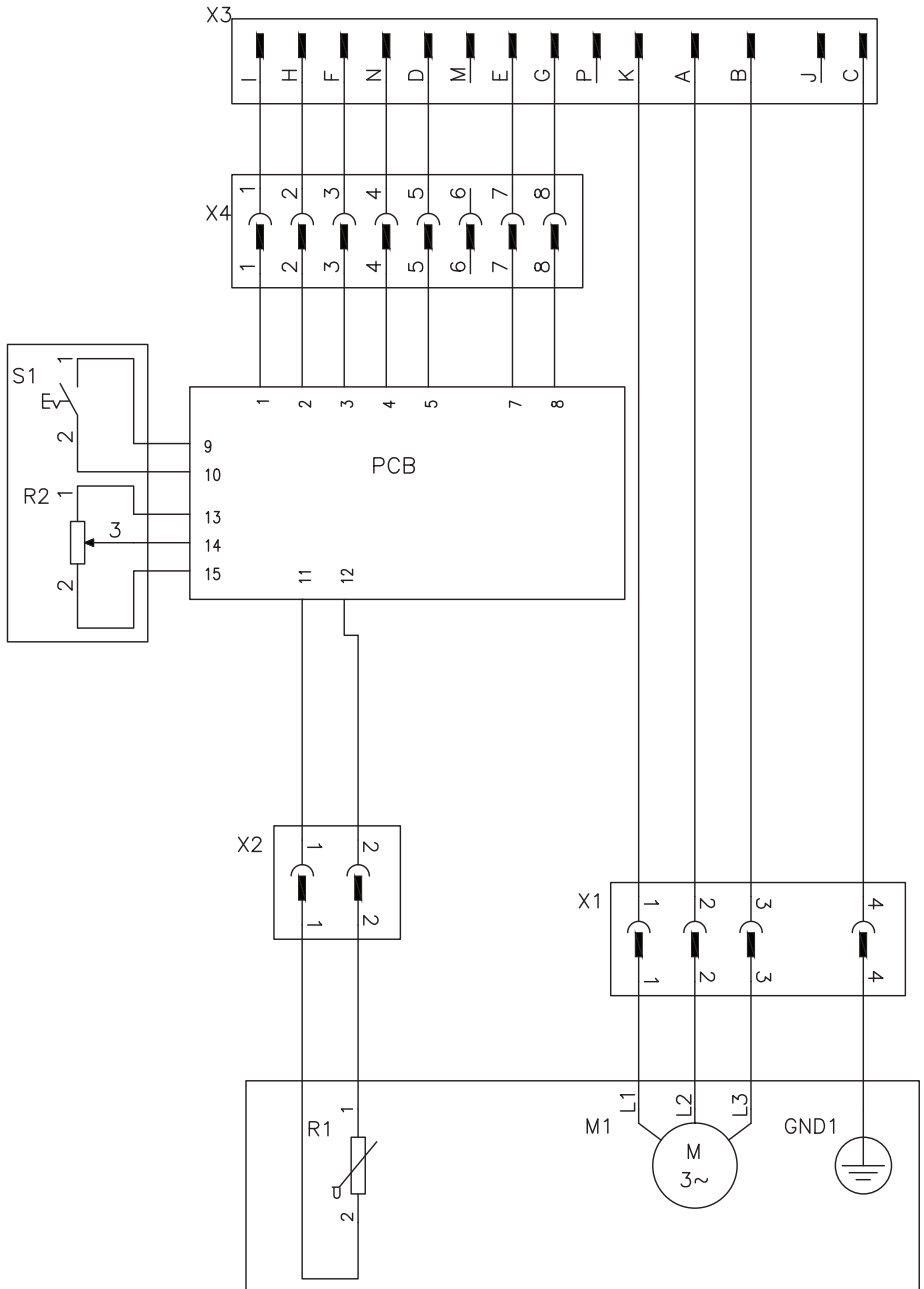 X3
I H F N D M E G P K A B J C
1 2 3 4 5 6 7 8
X4
1 2 3 4 5 6 7 8
S1
1
2
1 2 3 4 5 7 8
9
PCB
10
R2
1
13
3
14
2
15
11 12
X2
1 2
1 2
X1
1 2 3 4
1 2 3 4
L1 L2 L3
R1
1
M1
GND1
M
3~
2